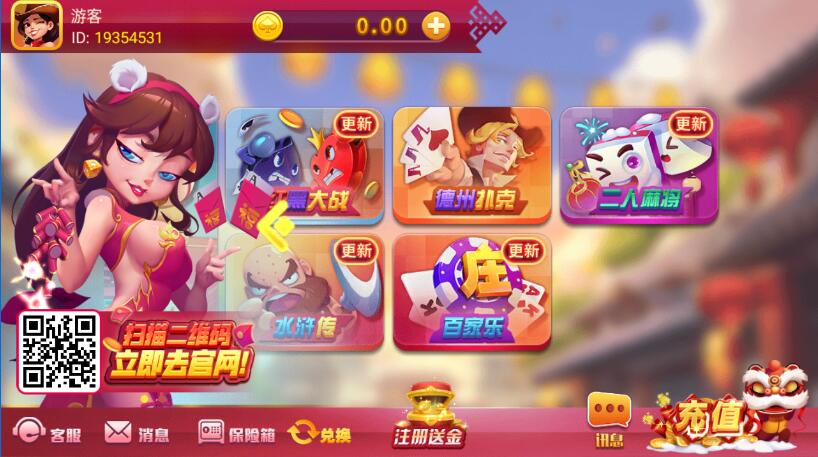 游客
ID: 19354531
0.00
更新
红黑大战
德州扑克
更新
二人麻将
更新
水浒传
更新
庄
百家乐
扫描二维码
立即去官网!
客服
消息
保险箱
兑换
注册送金
讯息
充值